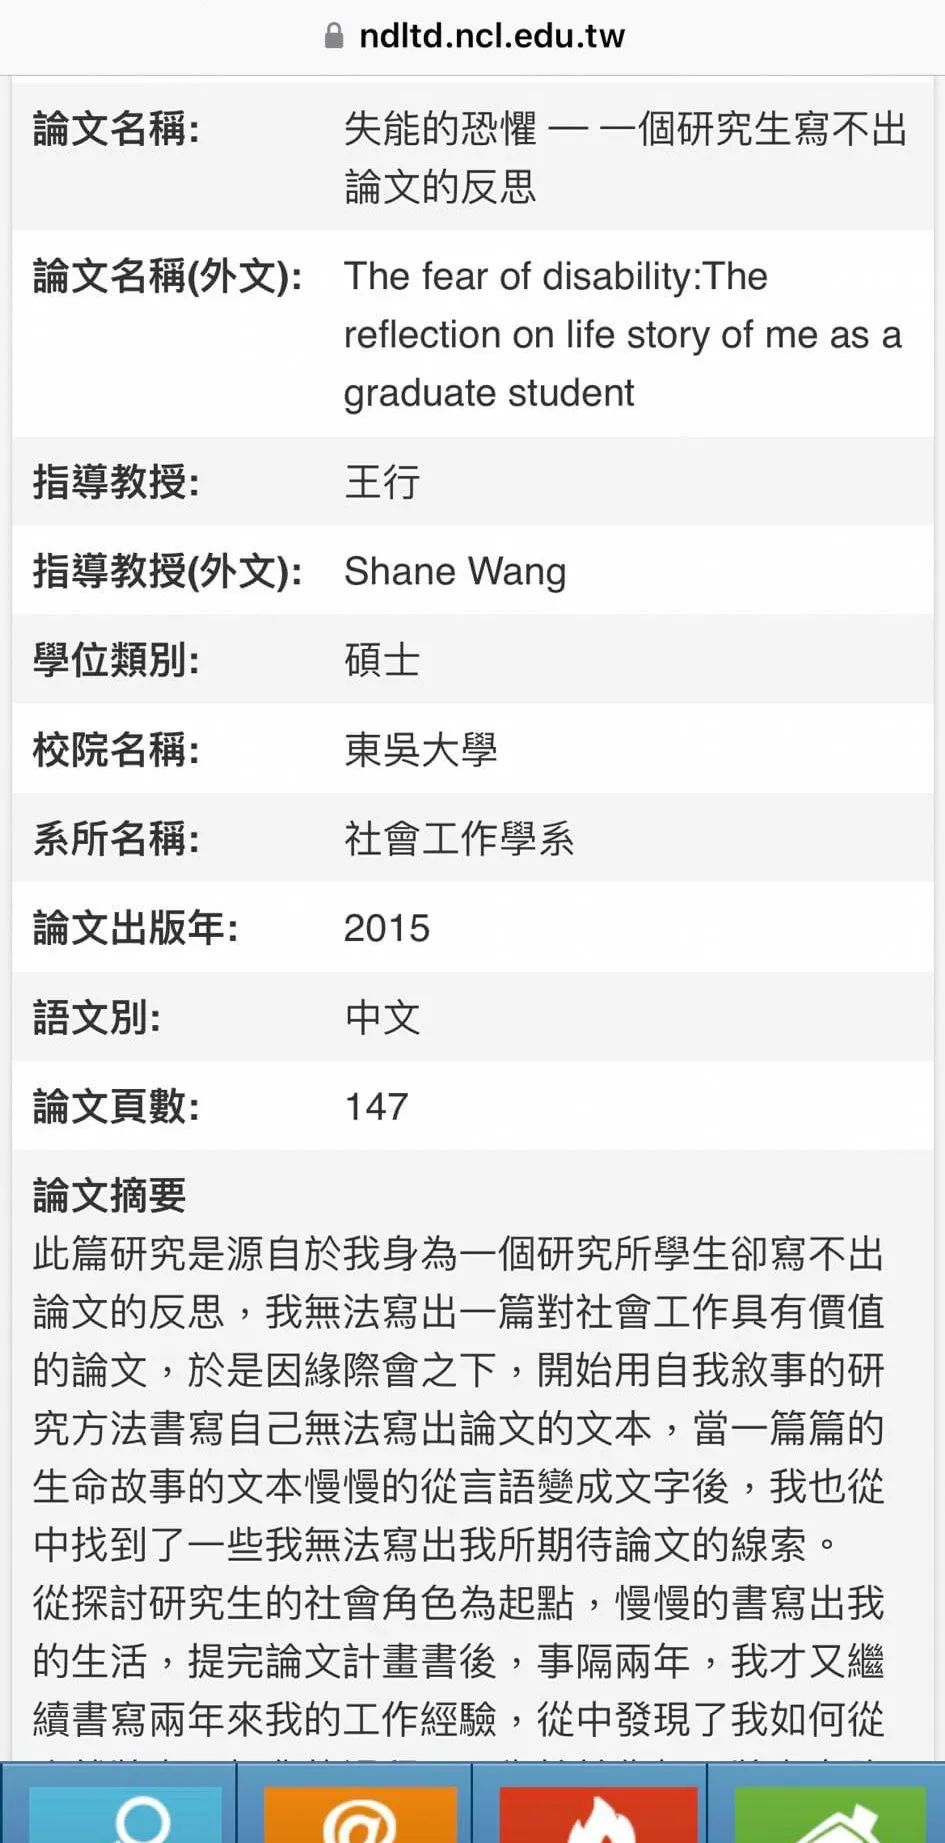 ndltd.ncl.edu.tw
論文名稱: 失能的恐懼 — 一個研究生寫不出
論文的反思
論文名稱(外文): The fear of disability:The
reflection on life story of me as a
graduate student
指導教授: 王行
指導教授(外文): Shane Wang
學位類別: 碩士
校院名稱: 東吳大學
系所名稱: 社會工作學系
論文出版年: 2015
語文別: 中文
論文頁數: 147
論文摘要
此篇研究是源自於我身為一個研究所學生卻寫不出
論文的反思，我無法寫出一篇對社會工作具有價值
的論文，於是因緣際會之下，開始用自我敘事的研
究方法書寫自己無法寫出論文的文本，當一篇篇的
生命故事的文本慢慢的從言語變成文字後，我也從
中找到了一些我無法寫出我所期待論文的線索。
從探討研究生的社會角色為起點，慢慢的書寫出我
的生活，提完論文計畫書後，事隔兩年，我才又繼
續書寫兩年來我的工作經驗，從中發現了我如何從